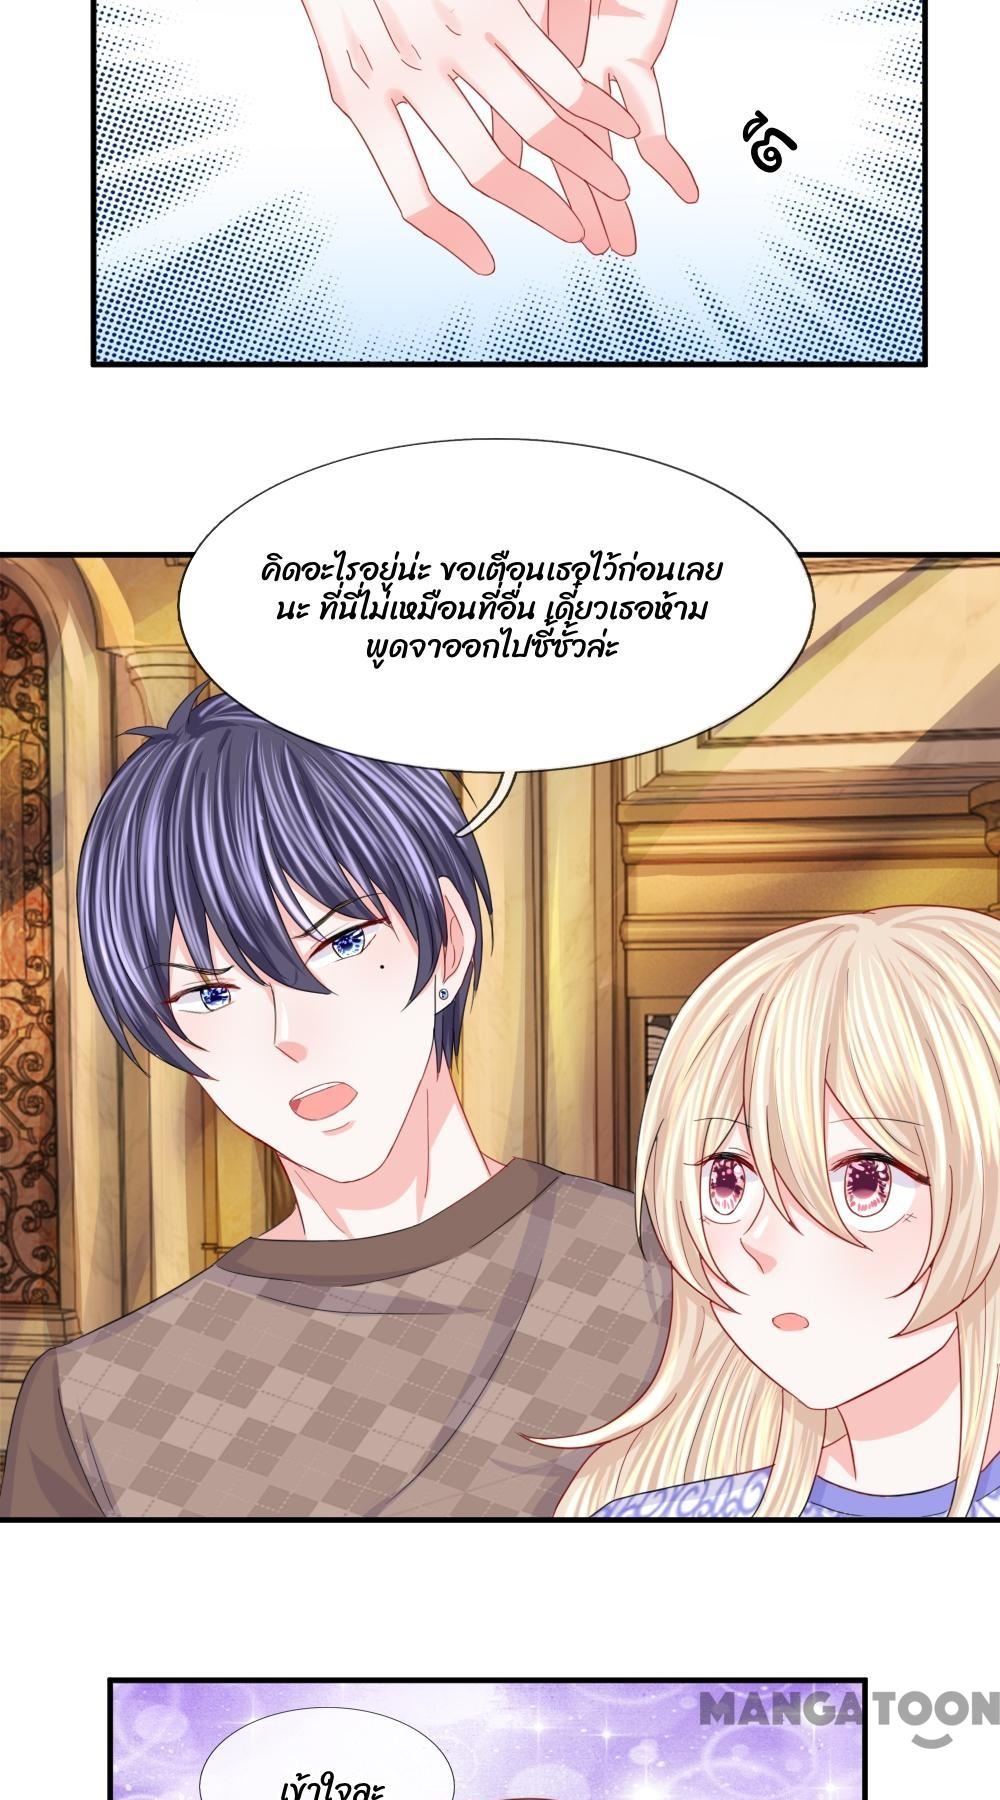 ฮึ
คิดอะไรอยู่น่ะ ขอเตือนเธอไว้ก่อนเลย
นะ ที่นี่ไม่เหมือนที่อื่น เดี๋ยวเธอห้าม
พูดจาออกไปซี้ซั้วล่ะ
MANGATOON
เข้าใจละ